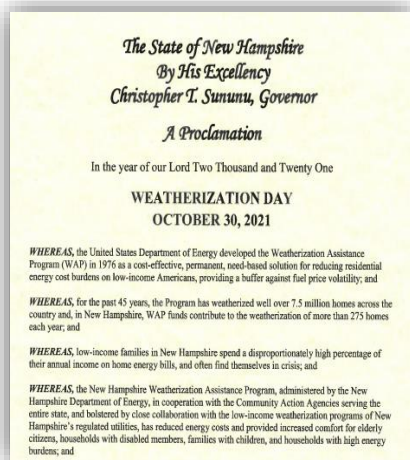 The State of New Hampshire
By His Excellency
Christopher T. Sununu, Governor
A Proclamation
In the year of our Lord Two Thousand and Twenty One
WEATHERIZATION DAY
OCTOBER 30, 2021
WHEREAS, the United States Department of Energy developed the Weatherization Assistance
Program (WAP) in 1976 as a cost-effective, permanent, need-based solution for reducing residential
energy cost burdens on low-income Americans, providing a buffer against fuel price volatility; and
WHEREAS, for the past 45 years, the Program has weatherized well over 7.5 million homes across the
country and, in New Hampshire, WAP funds contribute to the weatherization of more than 275 homes
each year; and
WHEREAS, low-income families in New Hampshire spend a disproportionately high percentage of
their annual income on home energy bills, and often find themselves in crisis; and
WHEREAS, the New Hampshire Weatherization Assistance Program, administered by the New
Hampshire Department of Energy, in cooperation with the Community Action Agencies serving the
entire state, and bolstered by close collaboration with the low-income weatherization programs of New
Hampshire's regulated utilities, has reduced energy costs and provided increased comfort for elderly
citizens, households with disabled members, families with children, and households with high energy
burdens; and